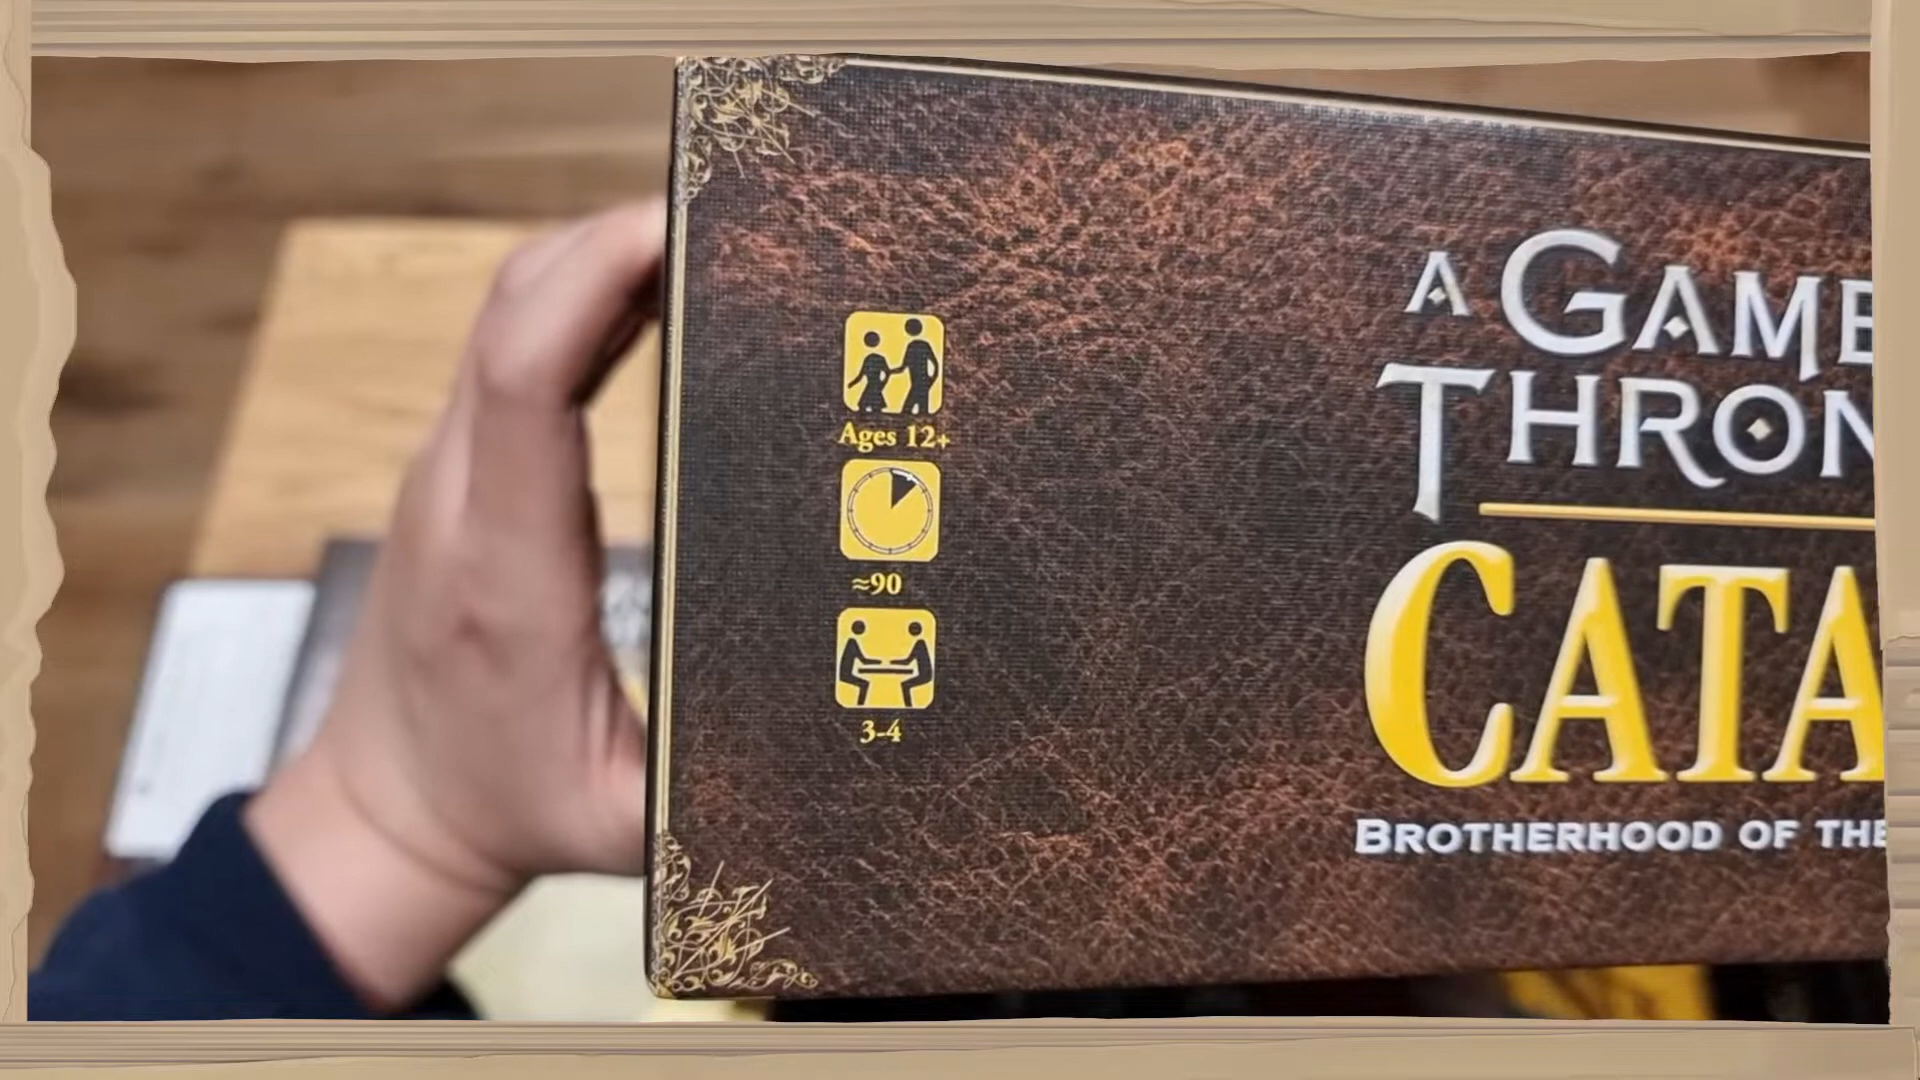 Ages 12+
≈90
3-4
A GAME
THRON
CATA
BROTHERHOOD OF THE